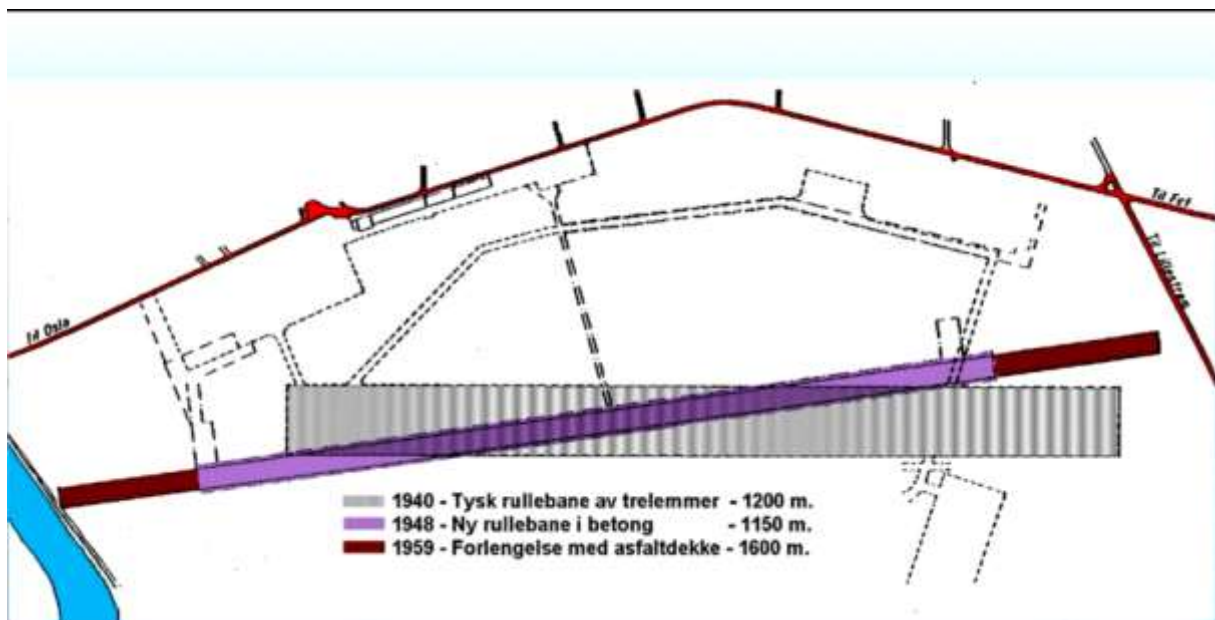 Til Fet
Til Lillestrøm
Til Oslo
1940 - Tysk rullebane av trelemmer - 1200 m.
1948 - Ny rullebane i betong - 1150 m.
1959 - Forlengelse med asfaltdekke - 1600 m.